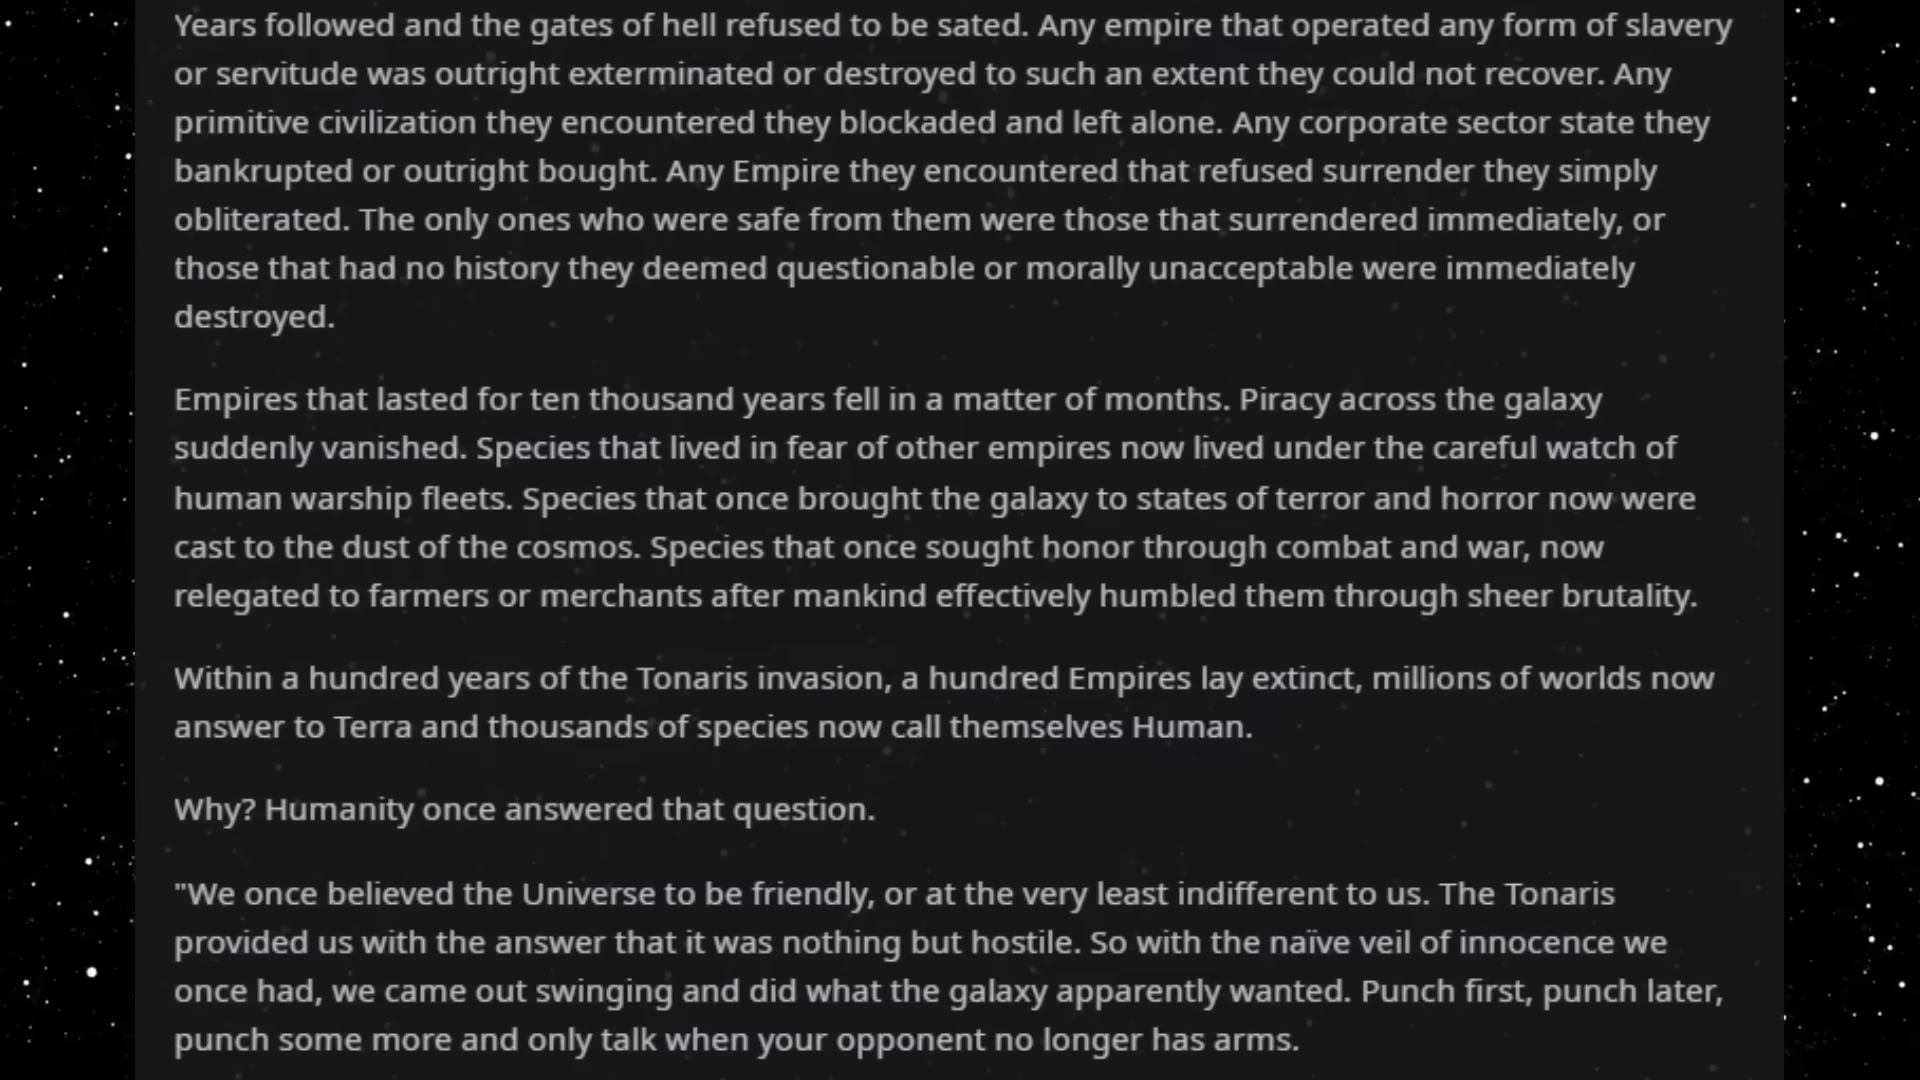 Years followed and the gates of hell refused to be sated. Any empire that operated any form of slavery
or servitude was outright exterminated or destroyed to such an extent they could not recover. Any
primitive civilization they encountered they blockaded and left alone. Any corporate sector state they
bankrupted or outright bought. Any Empire they encountered that refused surrender they simply
obliterated. The only ones who were safe from them were those that surrendered immediately, or
those that had no history they deemed questionable or morally unacceptable were immediately
destroyed.
Empires that lasted for ten thousand years fell in a matter of months. Piracy across the galaxy
suddenly vanished. Species that lived in fear of other empires now lived under the careful watch of
human warship fleets. Species that once brought the galaxy to states of terror and horror now were
cast to the dust of the cosmos. Species that once sought honor through combat and war, now
relegated to farmers or merchants after mankind effectively humbled them through sheer brutality.
Within a hundred years of the Tonaris invasion, a hundred Empires lay extinct, millions of worlds now
answer to Terra and thousands of species now call themselves Human.
Why? Humanity once answered that question.
"We once believed the Universe to be friendly, or at the very least indifferent to us. The Tonaris
provided us with the answer that it was nothing but hostile. So with the naïve veil of innocence we
once had, we came out swinging and did what the galaxy apparently wanted. Punch first, punch later,
punch some more and only talk when your opponent no longer has arms.